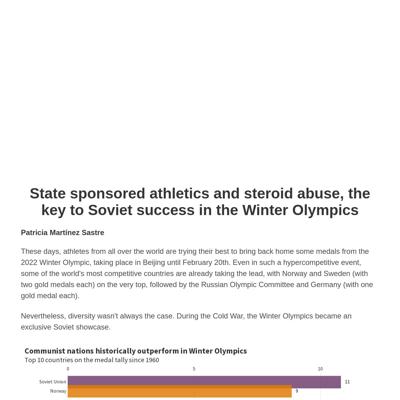 State sponsored athletics and steroid abuse, the
key to Soviet success in the Winter Olympics
Patricia Martínez Sastre
These days, athletes from all over the world are trying their best to bring back home some medals from the
2022 Winter Olympic, taking place in Beijing until February 20th. Even in such a hypercompetitive event,
some of the world's most competitive countries are already taking the lead, with Norway and Sweden (with
two gold medals each) on the very top, followed by the Russian Olympic Committee and Germany (with one
gold medal each).
Nevertheless, diversity wasn't always the case. During the Cold War, the Winter Olympics became an
exclusive Soviet showcase.
Communist nations historically outperform in Winter Olympics
Top 10 countries on the medal tally since 1960
0 5 10
Soviet Union 11
Norway 9